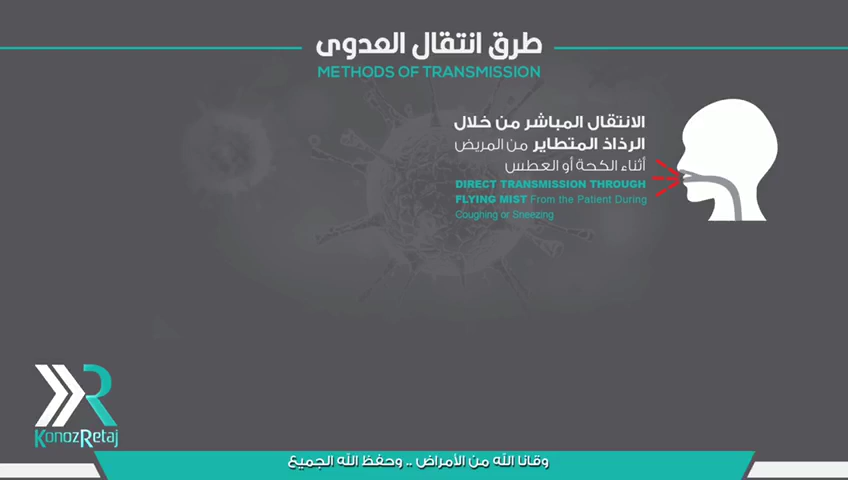 طرق انتقال العدوى
METHODS OF TRANSMISSION
الانتقال المباشر من خلال
الرذاذ المتطاير من المريض
أثناء الكحة أو العطس
DIRECT TRANSMISSION THROUGH
FLYING MIST From the Patient During
Coughing or Sneezing
KonozRetaj
وقانا الله من الأمراض .. وحفظ الله الجميع